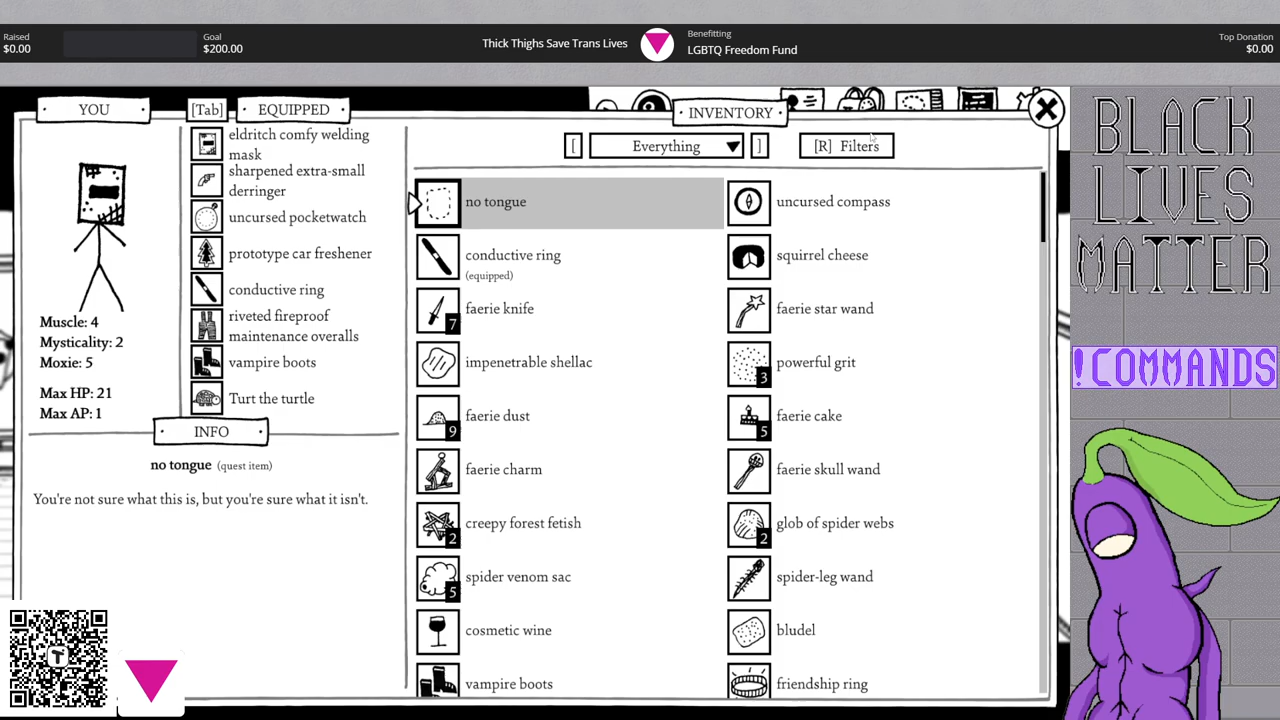 Raised
$0.00
Goal
$200.00
Thick Thighs Save Trans Lives
Benefitting
LGBTQ Freedom Fund
Top Donation
$0.00
YOU
[Tab]
EQUIPPED
INVENTORY
[
Everything
]
[R] Filters
eldritch comfy welding
mask
sharpened extra-small
derringer
uncursed pocketwatch
prototype car freshener
conductive ring
riveted fireproof
maintenance overalls
vampire boots
Turt the turtle
Muscle: 4
Mysticality: 2
Moxie: 5
Max HP: 21
Max AP: 1
INFO
no tongue (quest item)
You're not sure what this is, but you're sure what it isn't.
no tongue
uncursed compass
conductive ring
(equipped)
squirrel cheese
faerie knife
7
faerie star wand
impenetrable shellac
powerful grit
3
faerie dust
9
faerie cake
5
faerie charm
faerie skull wand
creepy forest fetish
2
glob of spider webs
2
spider venom sac
5
spider-leg wand
cosmetic wine
bludel
vampire boots
friendship ring
BLACK
LIVES
MATTER
!COMMANDS
T